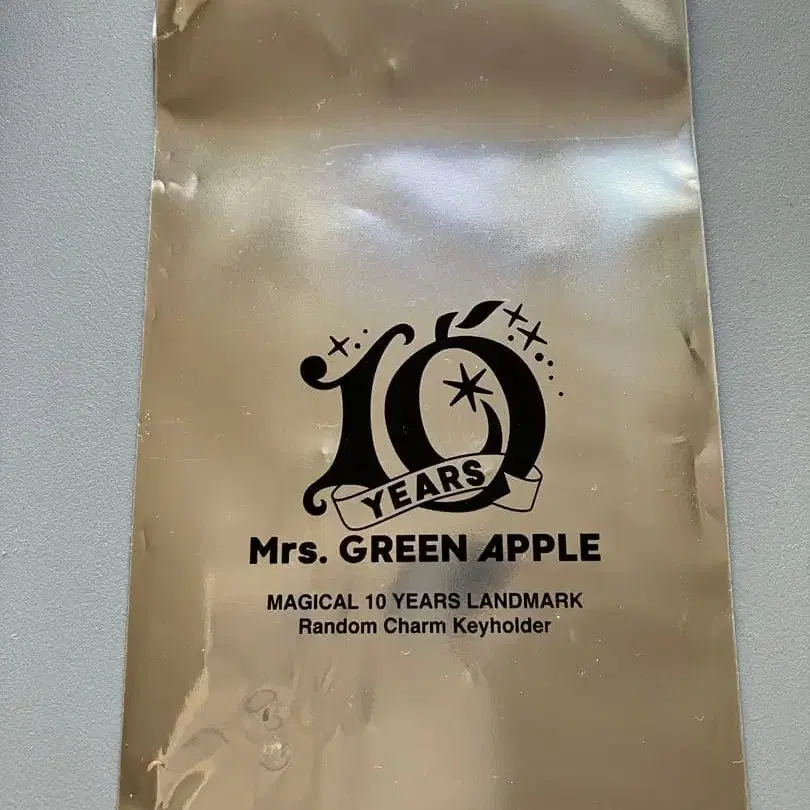 10
YEARS
Mrs. GREEN APPLE
MAGICAL 10 YEARS LANDMARK
Random Charm Keyholder